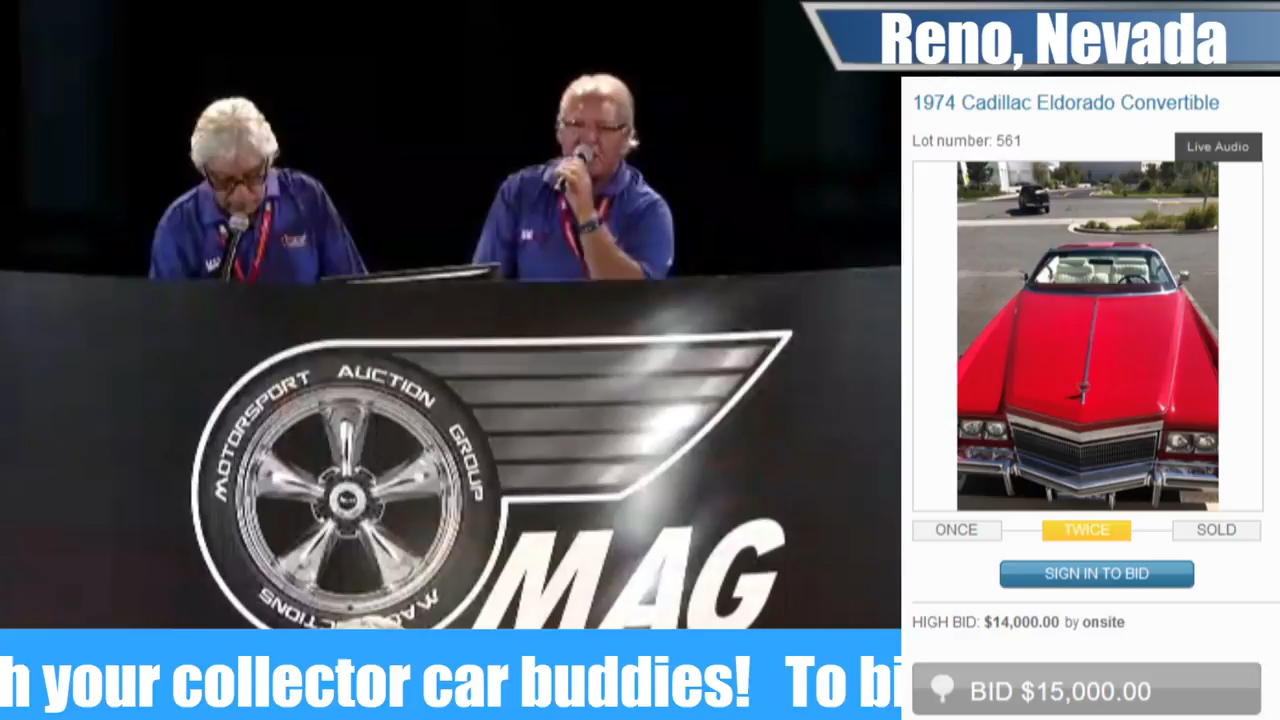 Reno, Nevada
1974 Cadillac Eldorado Convertible
Lot number: 561
Live Audio
MOTORSPORT AUCTION GROUP
MAG
ONCE
TWICE
SOLD
SIGN IN TO BID
HIGH BID: $14,000.00 by onsite
BID $15,000.00
h your collector car buddies! To bi